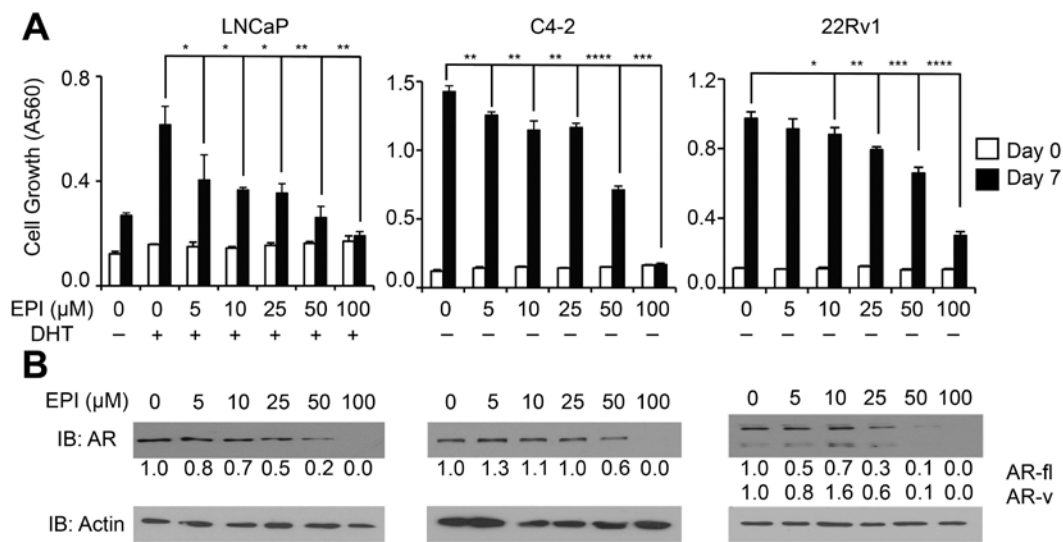 A
LNCaP
C4-2
22Rv1
* * * ** **
** ** ** **** ***
* ** *** ****
Cell Growth (A560)
0.8
0.4
0.0
1.5
1.0
1.5
0.0
1.2
0.8
0.4
0.0
Day 0
Day 7
EPI (µM) 0 0 5 10 25 50 100 0 5 10 25 50 100 0 5 10 25 50 100
DHT – + + + + + + – – – – – – – – – – – –
B
EPI (µM) 0 5 10 25 50 100 0 5 10 25 50 100 0 5 10 25 50 100
IB: AR
1.0 0.8 0.7 0.5 0.2 0.0 1.0 1.3 1.1 1.0 0.6 0.0 1.0 0.5 0.7 0.3 0.1 0.0 AR-fl
1.0 0.8 1.6 0.6 0.1 0.0 AR-v
IB: Actin